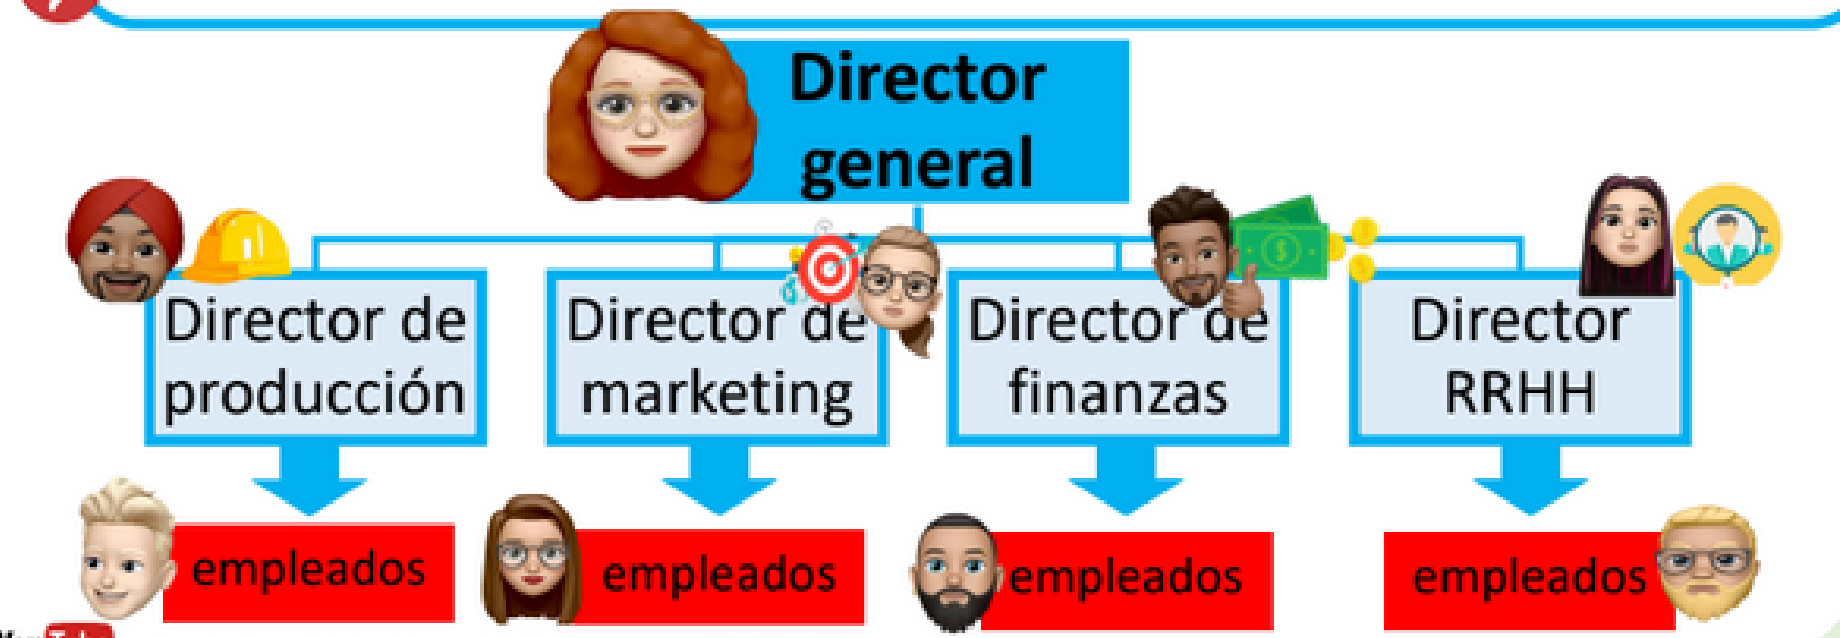 Director
general
Director de
producción
Director de
marketing
Director de
finanzas
Director
RRHH
empleados
empleados
empleados
empleados